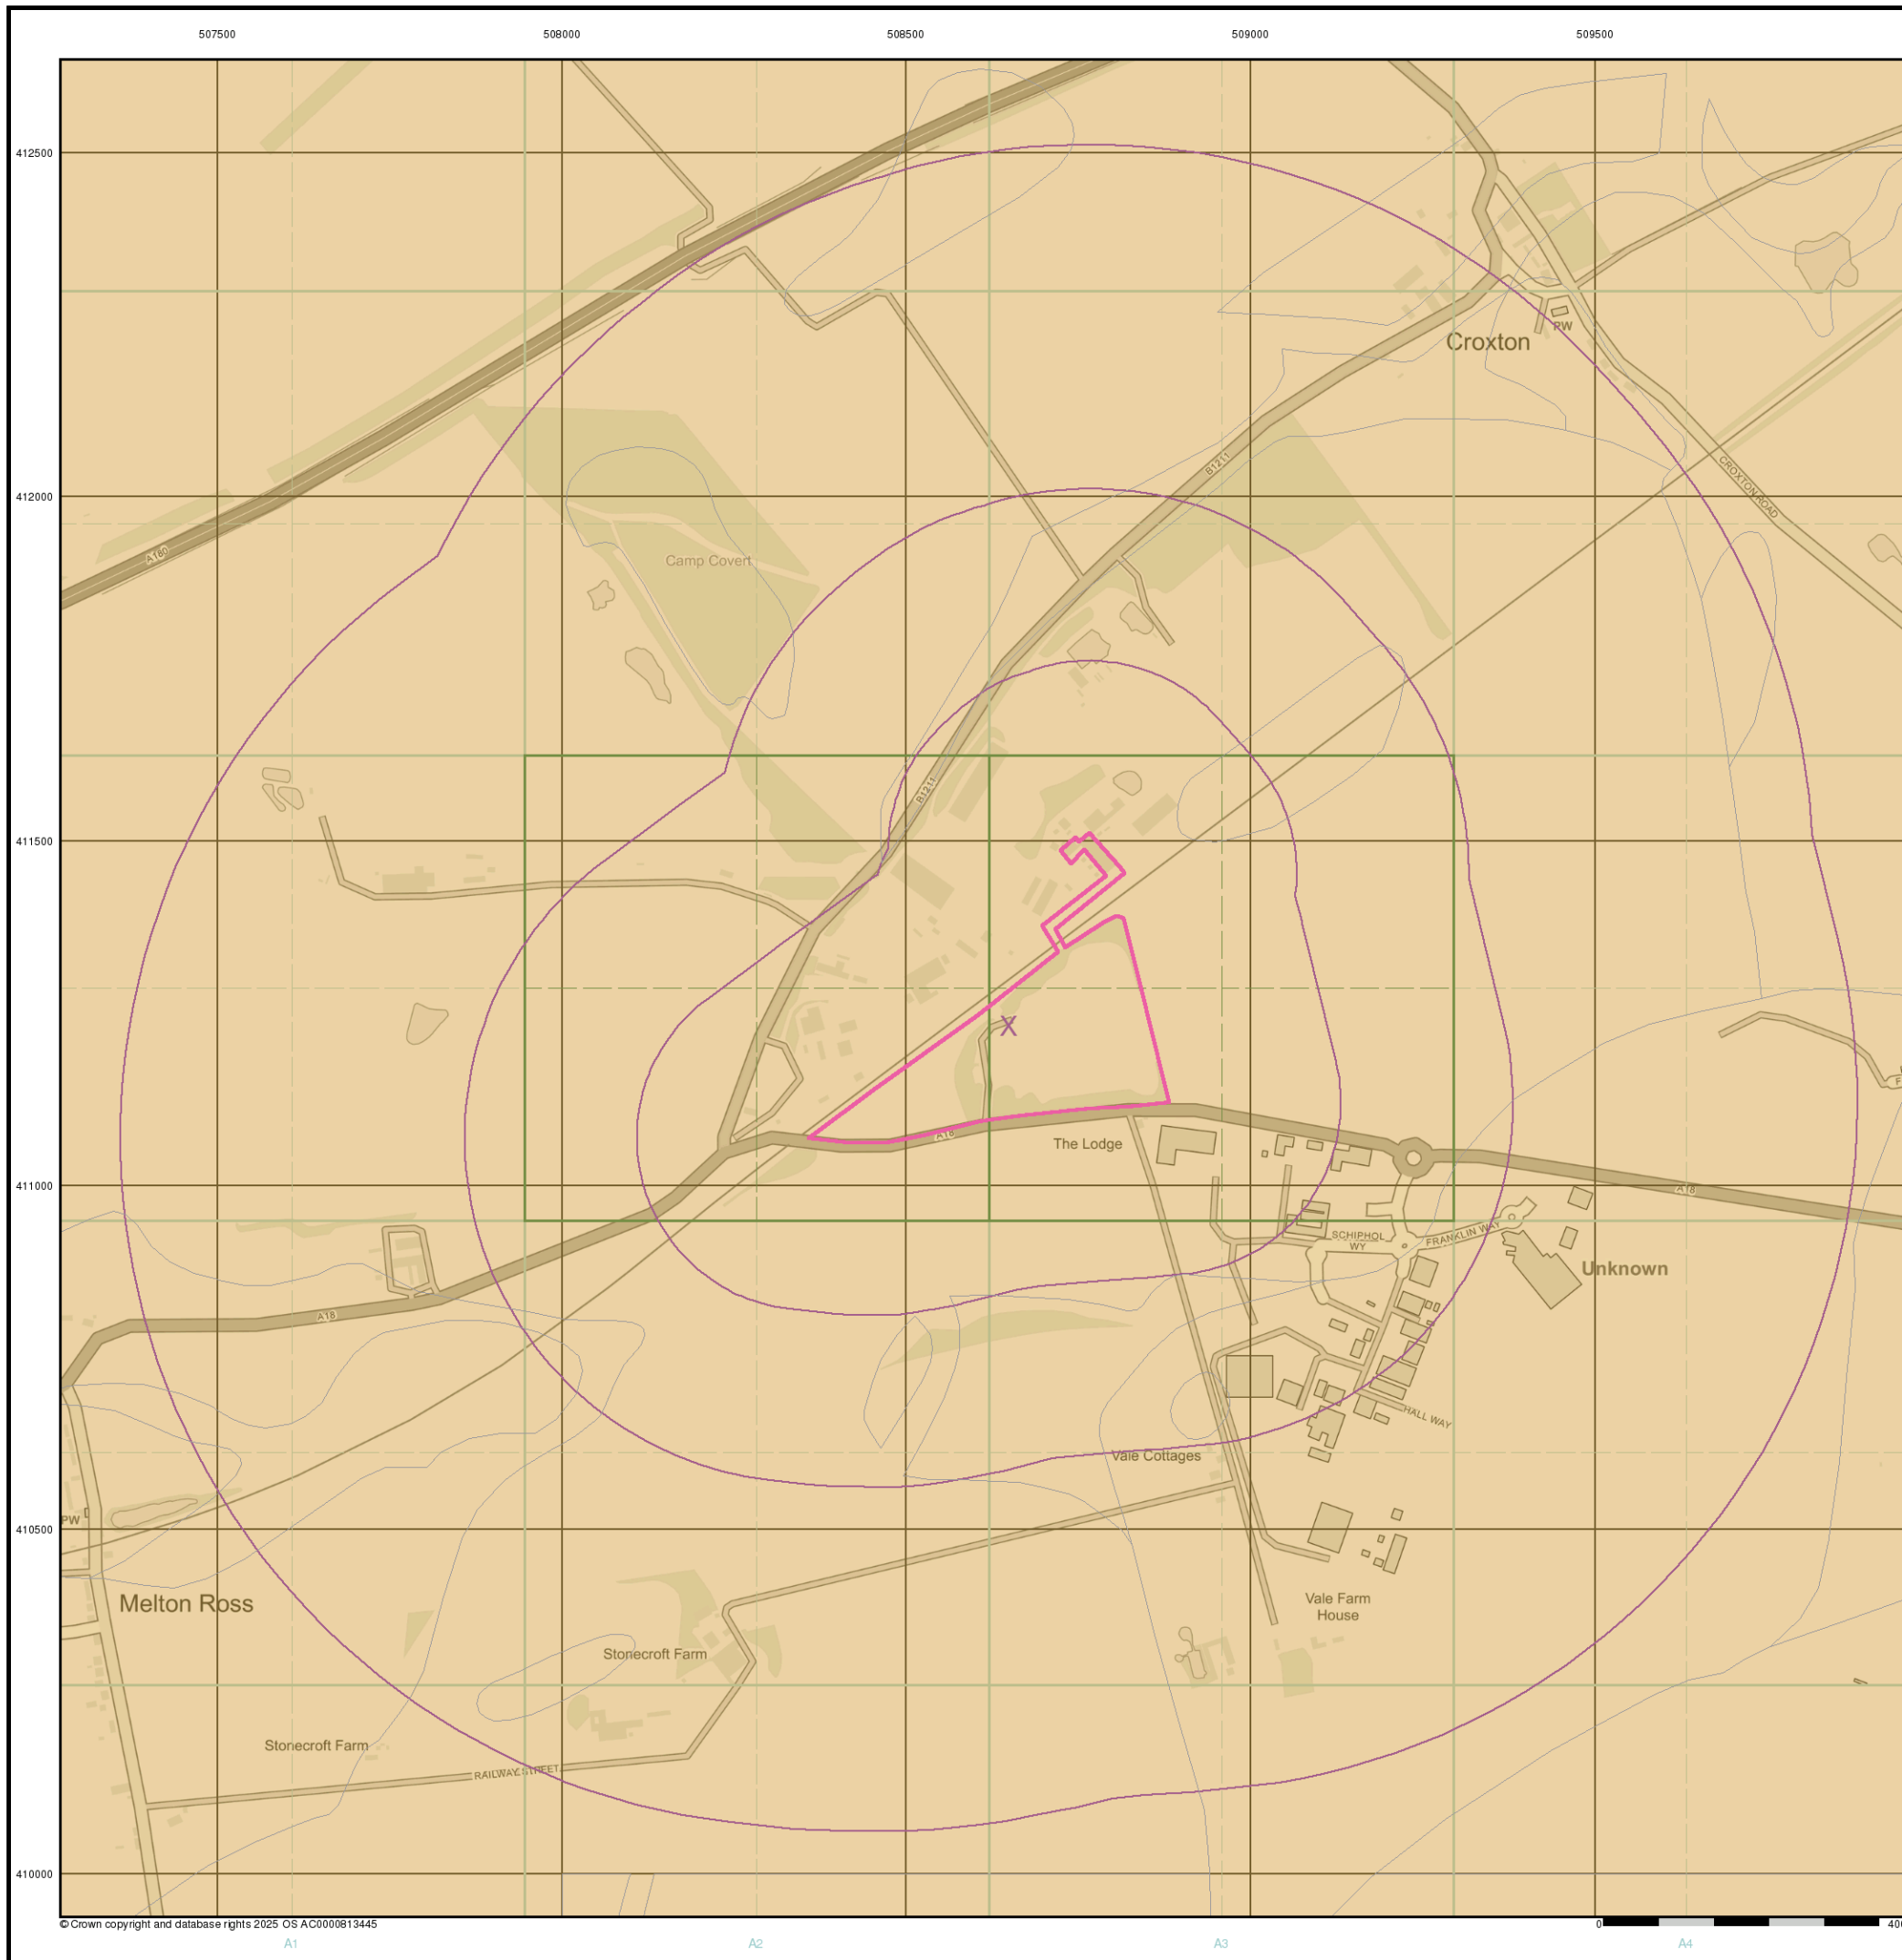 507500 508000 508500 509000 509500
412500
PW
Croxton
412000
B1211
CROXTON ROAD
A180
Camp Covert
B1211
411500
X
A18
The Lodge
411000
A18
SCHIPHOL
WY
FRANKLIN WAY
Unknown
A18
HALL WAY
Vale Cottages
PW
410500
Melton Ross
Vale Farm
House
Stonecroft Farm
Stonecroft Farm
RAILWAY STREET
410000
© Crown copyright and database rights 2025 OS AC0000813445
0
A1 A2 A3 A4